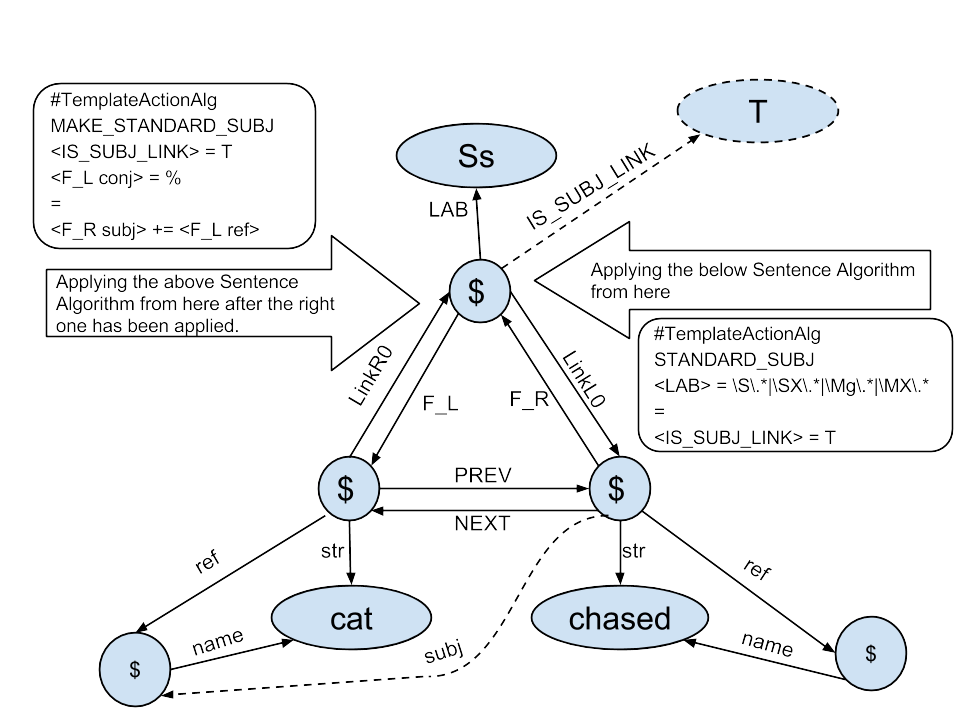 #TemplateActionAlg
MAKE_STANDARD_SUBJ
<IS_SUBJ_LINK> = T
<F_L conj> = %
=
<F_R subj> += <F_L ref>
T
Ss
IS_SUBJ_LINK
LAB
Applying the above Sentence
Algorithm from here after the right
one has been applied.
$
Applying the below Sentence Algorithm
from here
#TemplateActionAlg
STANDARD_SUBJ
<LAB> = \S\.*|\SX\.*|\Mg\.*|\MX\.*
=
<IS_SUBJ_LINK> = T
LinkR0
F_L
F_R
LinkL0
$
PREV
NEXT
$
ref
str
str
ref
cat
chased
name
subj
name
$
$